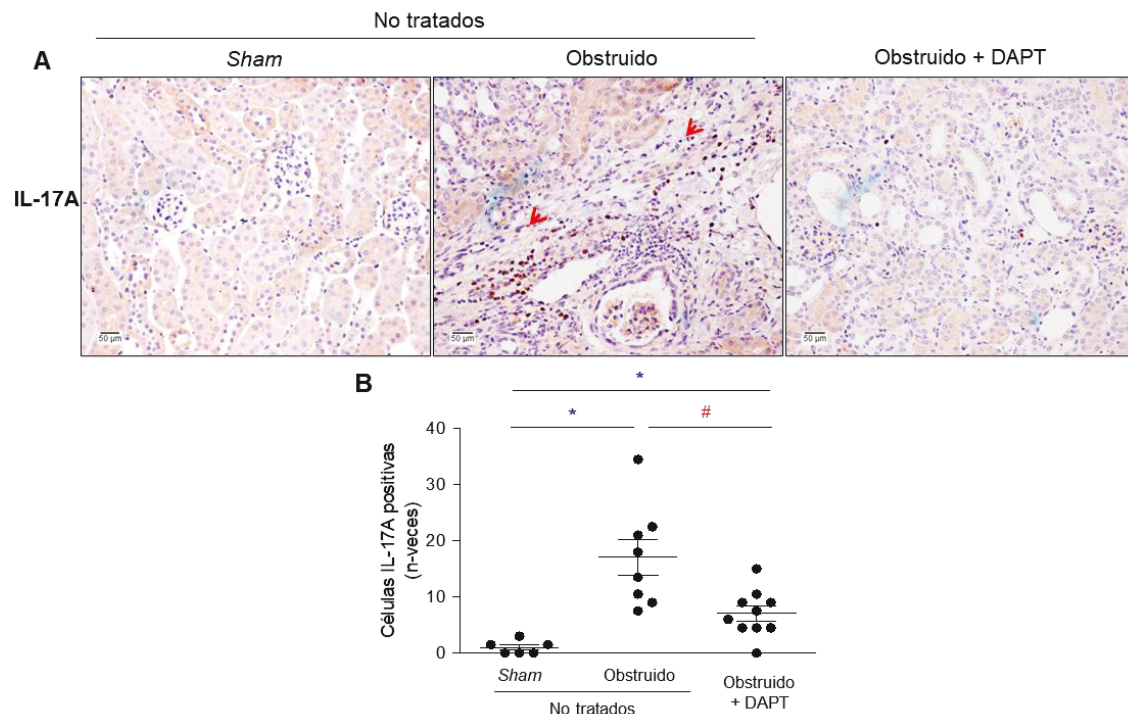 No tratados
A
Sham
Obstruido
Obstruido + DAPT
IL-17A
50 µm
50 µm
50 µm
B
*
*
#
Células IL-17A positivas
(n-veces)
40
30
20
10
0
Sham
Obstruido
Obstruido
+ DAPT
No tratados